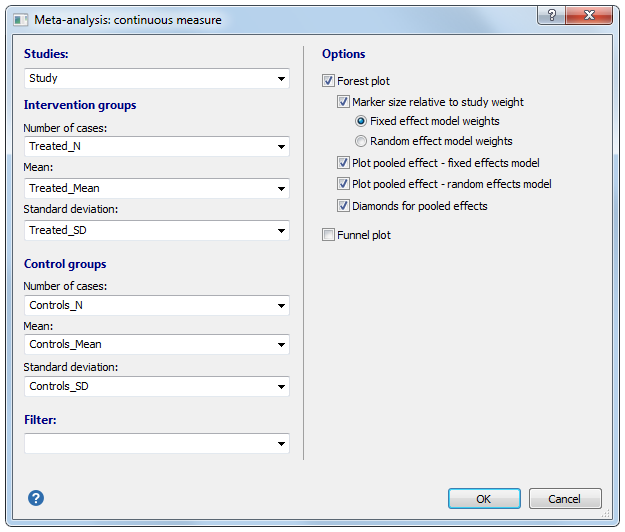 Meta-analysis: continuous measure
Studies:
Study
Intervention groups
Number of cases:
Treated_N
Mean:
Treated_Mean
Standard deviation:
Treated_SD
Control groups
Number of cases:
Controls_N
Mean:
Controls_Mean
Standard deviation:
Controls_SD
Filter:
Options
Forest plot
Marker size relative to study weight
Fixed effect model weights
Random effect model weights
Plot pooled effect - fixed effects model
Plot pooled effect - random effects model
Diamonds for pooled effects
Funnel plot
OK
Cancel